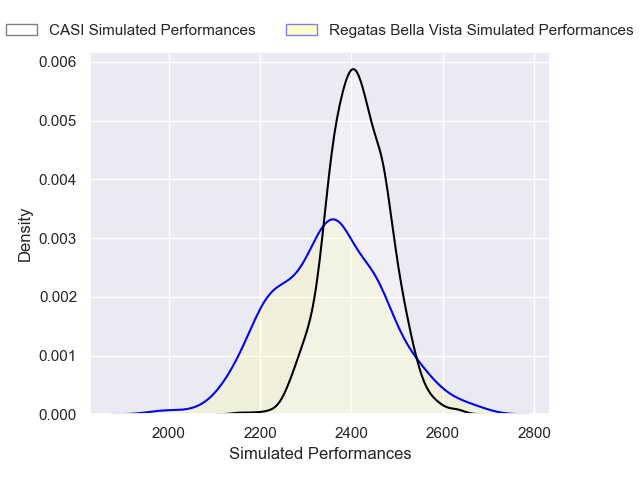 CASI Simulated Performances Regatas Bella Vista Simulated Performances
0.006
0.005
0.004
0.003
0.002
0.001
0.000
Density
2000 2200 2400 2600 2800
Simulated Performances